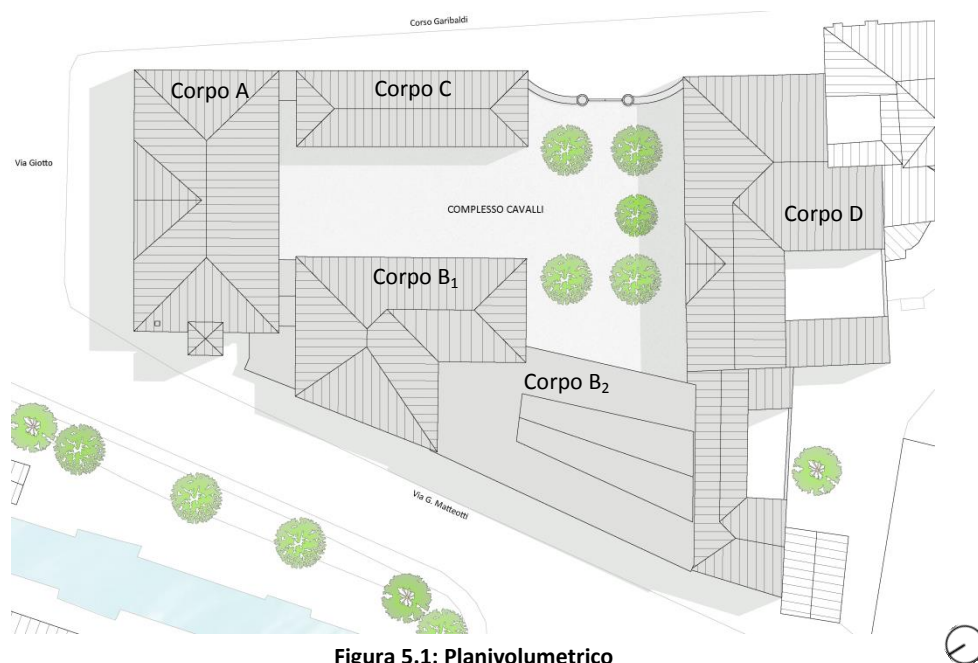 Corso Garibaldi
Corpo A
Corpo C
Via Giotto
COMPLESSO CAVALLI
Corpo D
Corpo B₁
Corpo B₂
Via G. Matteotti
Figura 5.1: Planivolumetrico